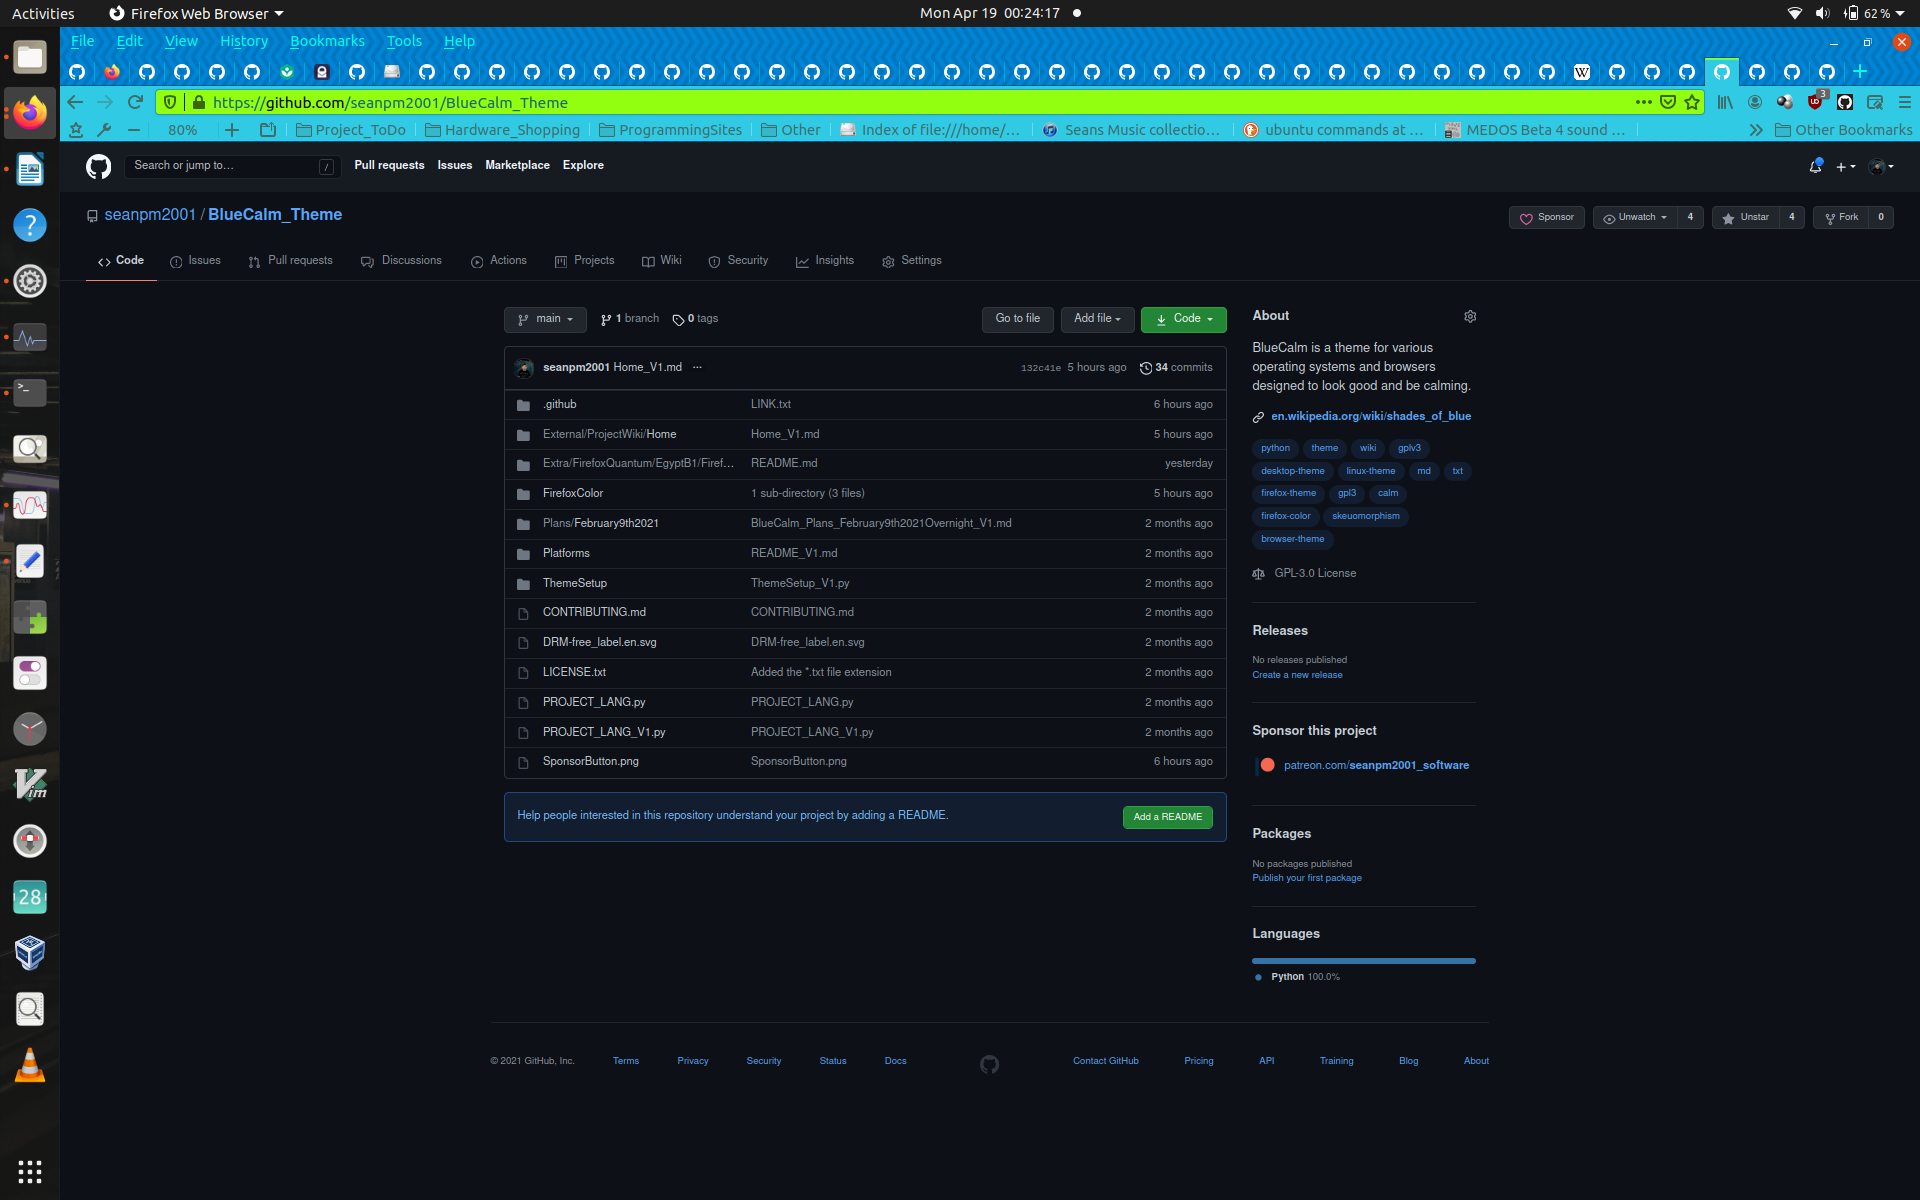 Activities Firefox Web Browser Mon Apr 19 00:24:17 62 %
File Edit View History Bookmarks Tools Help
W
https://github.com/seanpm2001/BlueCalm_Theme 3
80% Project_ToDo Hardware_Shopping ProgrammingSites Other Index of file:///home/... Seans Music collectio... ubuntu commands at ... MEDOS Beta 4 sound ... Other Bookmarks
Search or jump to... / Pull requests Issues Marketplace Explore
seanpm2001 / BlueCalm_Theme Sponsor Unwatch 4 Unstar 4 Fork 0
Code Issues Pull requests Discussions Actions Projects Wiki Security Insights Settings
main 1 branch 0 tags Go to file Add file Code
seanpm2001 Home_V1.md ... 132c41e 5 hours ago 34 commits
.github LINK.txt 6 hours ago
External/ProjectWiki/Home Home_V1.md 5 hours ago
Extra/FirefoxQuantum/EgyptB1/Firef... README.md yesterday
FirefoxColor 1 sub-directory (3 files) 5 hours ago
Plans/February9th2021 BlueCalm_Plans_February9th2021Overnight_V1.md 2 months ago
Platforms README_V1.md 2 months ago
ThemeSetup ThemeSetup_V1.py 2 months ago
CONTRIBUTING.md CONTRIBUTING.md 2 months ago
DRM-free_label.en.svg DRM-free_label.en.svg 2 months ago
LICENSE.txt Added the *.txt file extension 2 months ago
PROJECT_LANG.py PROJECT_LANG.py 2 months ago
PROJECT_LANG_V1.py PROJECT_LANG_V1.py 2 months ago
SponsorButton.png SponsorButton.png 6 hours ago
Help people interested in this repository understand your project by adding a README. Add a README
About
BlueCalm is a theme for various
operating systems and browsers
designed to look good and be calming.
en.wikipedia.org/wiki/shades_of_blue
python theme wiki gplv3
desktop-theme linux-theme md txt
firefox-theme gpl3 calm
firefox-color skeuomorphism
browser-theme
GPL-3.0 License
Releases
No releases published
Create a new release
Sponsor this project
patreon.com/seanpm2001_software
Packages
No packages published
Publish your first package
Languages
Python 100.0%
© 2021 GitHub, Inc. Terms Privacy Security Status Docs Contact GitHub Pricing API Training Blog About
28